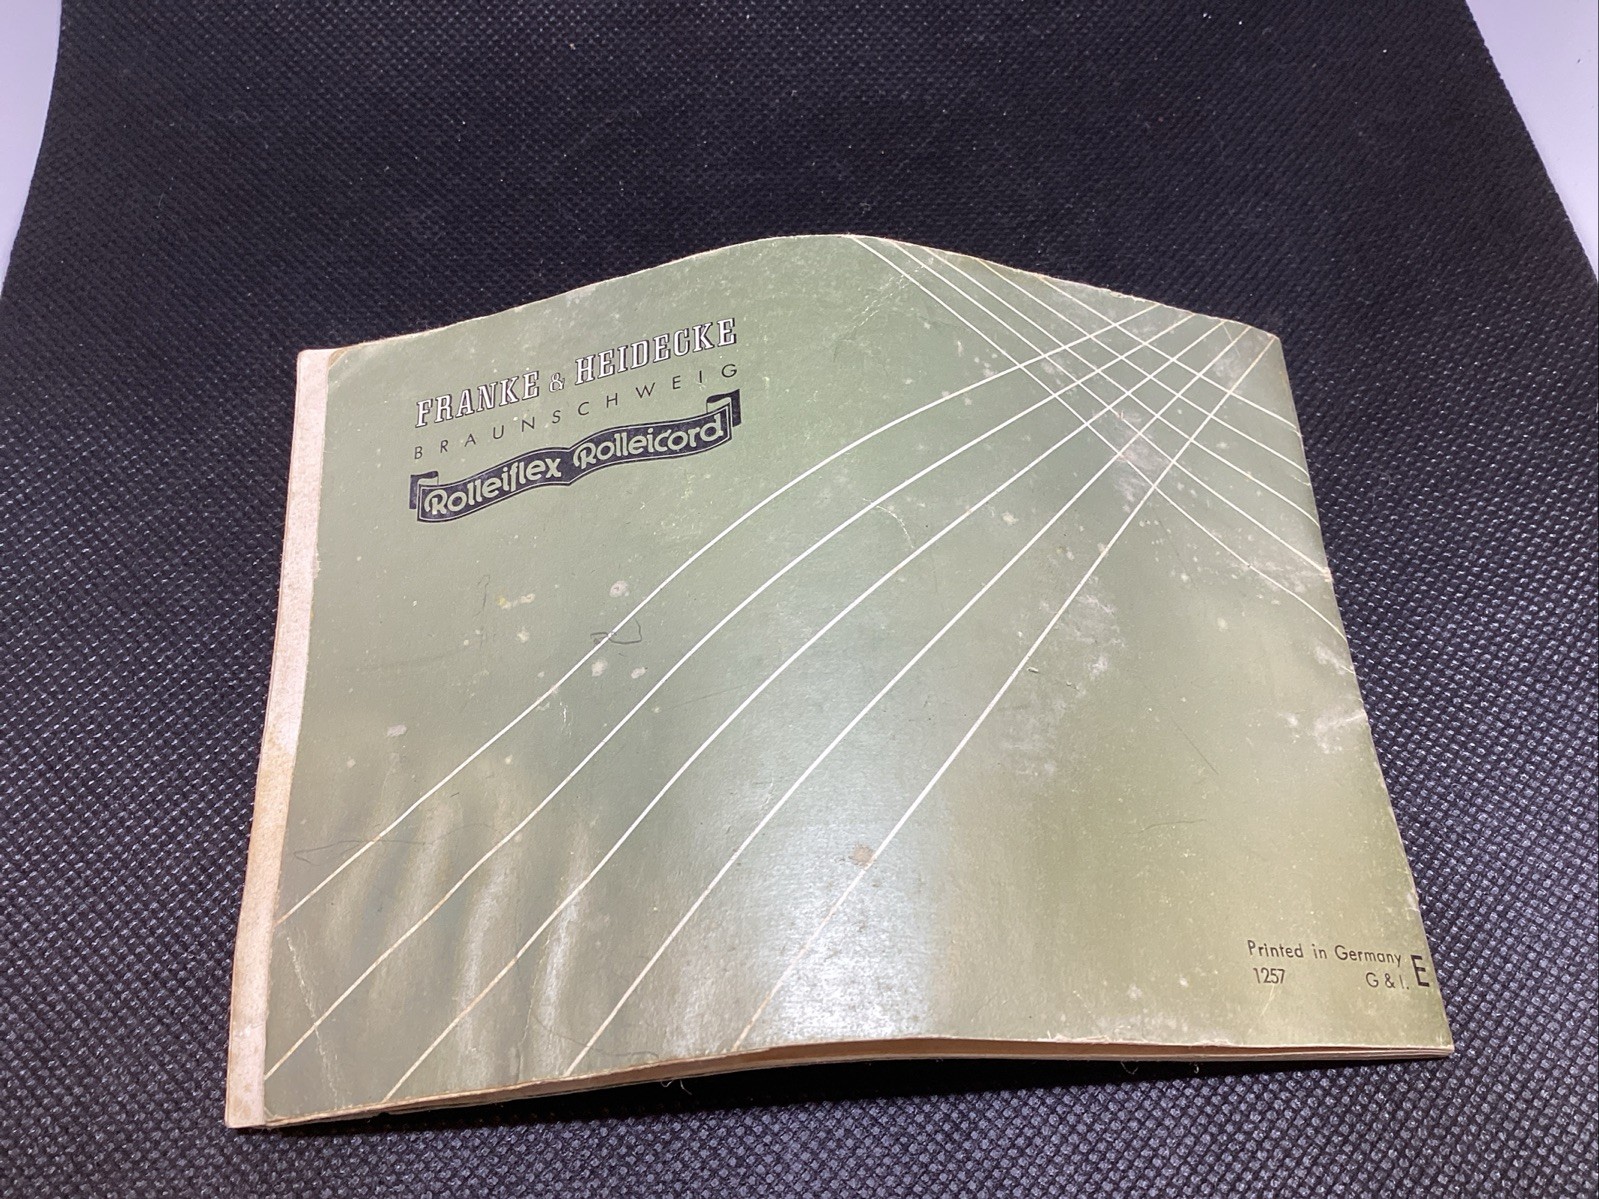 FRANKE & HEIDECKE
BRAUNSCHWEIG
Rolleiflex Rolleicord
Printed in Germany
1257 G & I. E